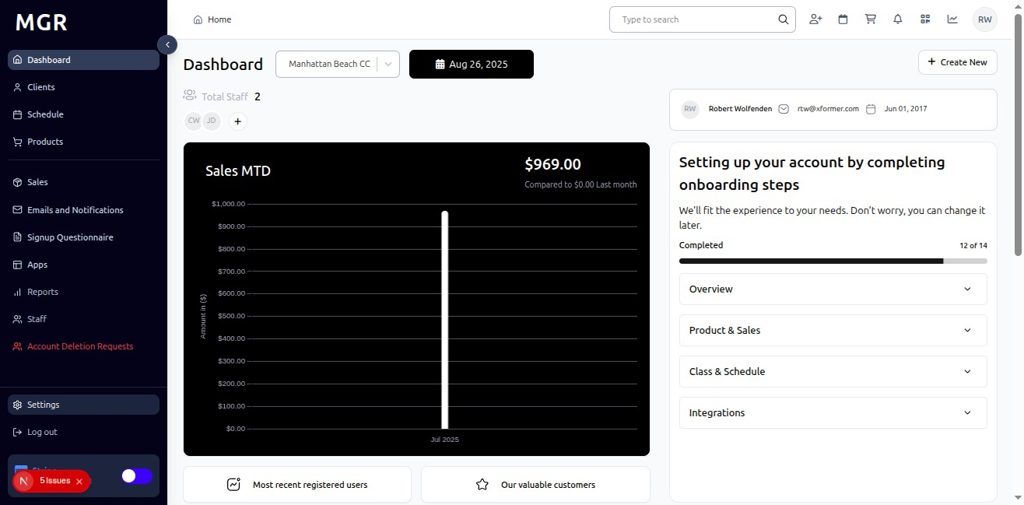 MGR
Home
Type to search
RW
Dashboard
Clients
Schedule
Products
Sales
Emails and Notifications
Signup Questionnaire
Apps
Reports
Staff
Account Deletion Requests
Settings
Log out
N 5 Issues ×
Dashboard
Manhattan Beach CC
Aug 26, 2025
+ Create New
Total Staff 2
CW JD +
RW Robert Wolfenden rtw@xformer.com Jun 01, 2017
Sales MTD
$969.00
Compared to $0.00 Last month
$1,000.00
$900.00
$800.00
$700.00
$600.00
$500.00
$400.00
$300.00
$200.00
$100.00
$0.00
Amount in ($)
Jul 2025
Most recent registered users
Our valuable customers
Setting up your account by completing
onboarding steps
We'll fit the experience to your needs. Don't worry, you can change it
later.
Completed
12 of 14
Overview
Product & Sales
Class & Schedule
Integrations